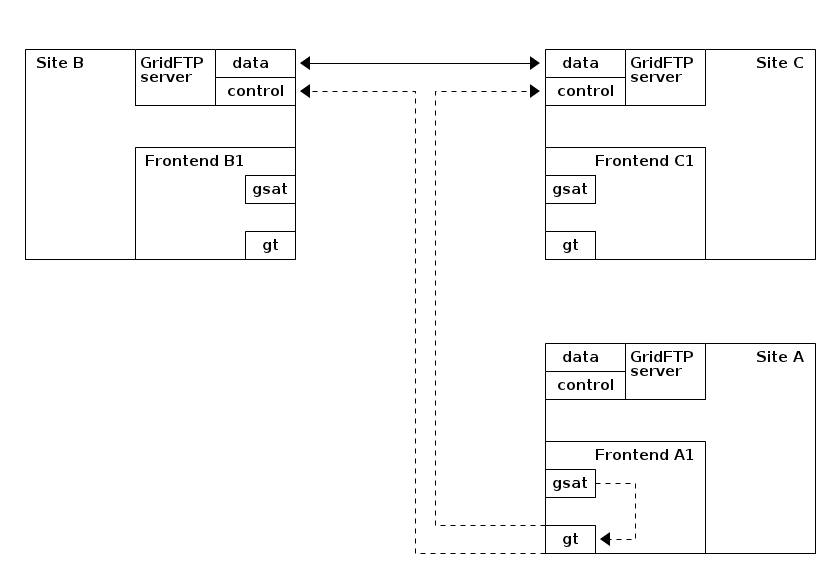 Site B
GridFTP
server
data
control
Frontend B1
gsat
gt
data
control
GridFTP
server
Site C
Frontend C1
gsat
gt
data
control
GridFTP
server
Site A
Frontend A1
gsat
gt